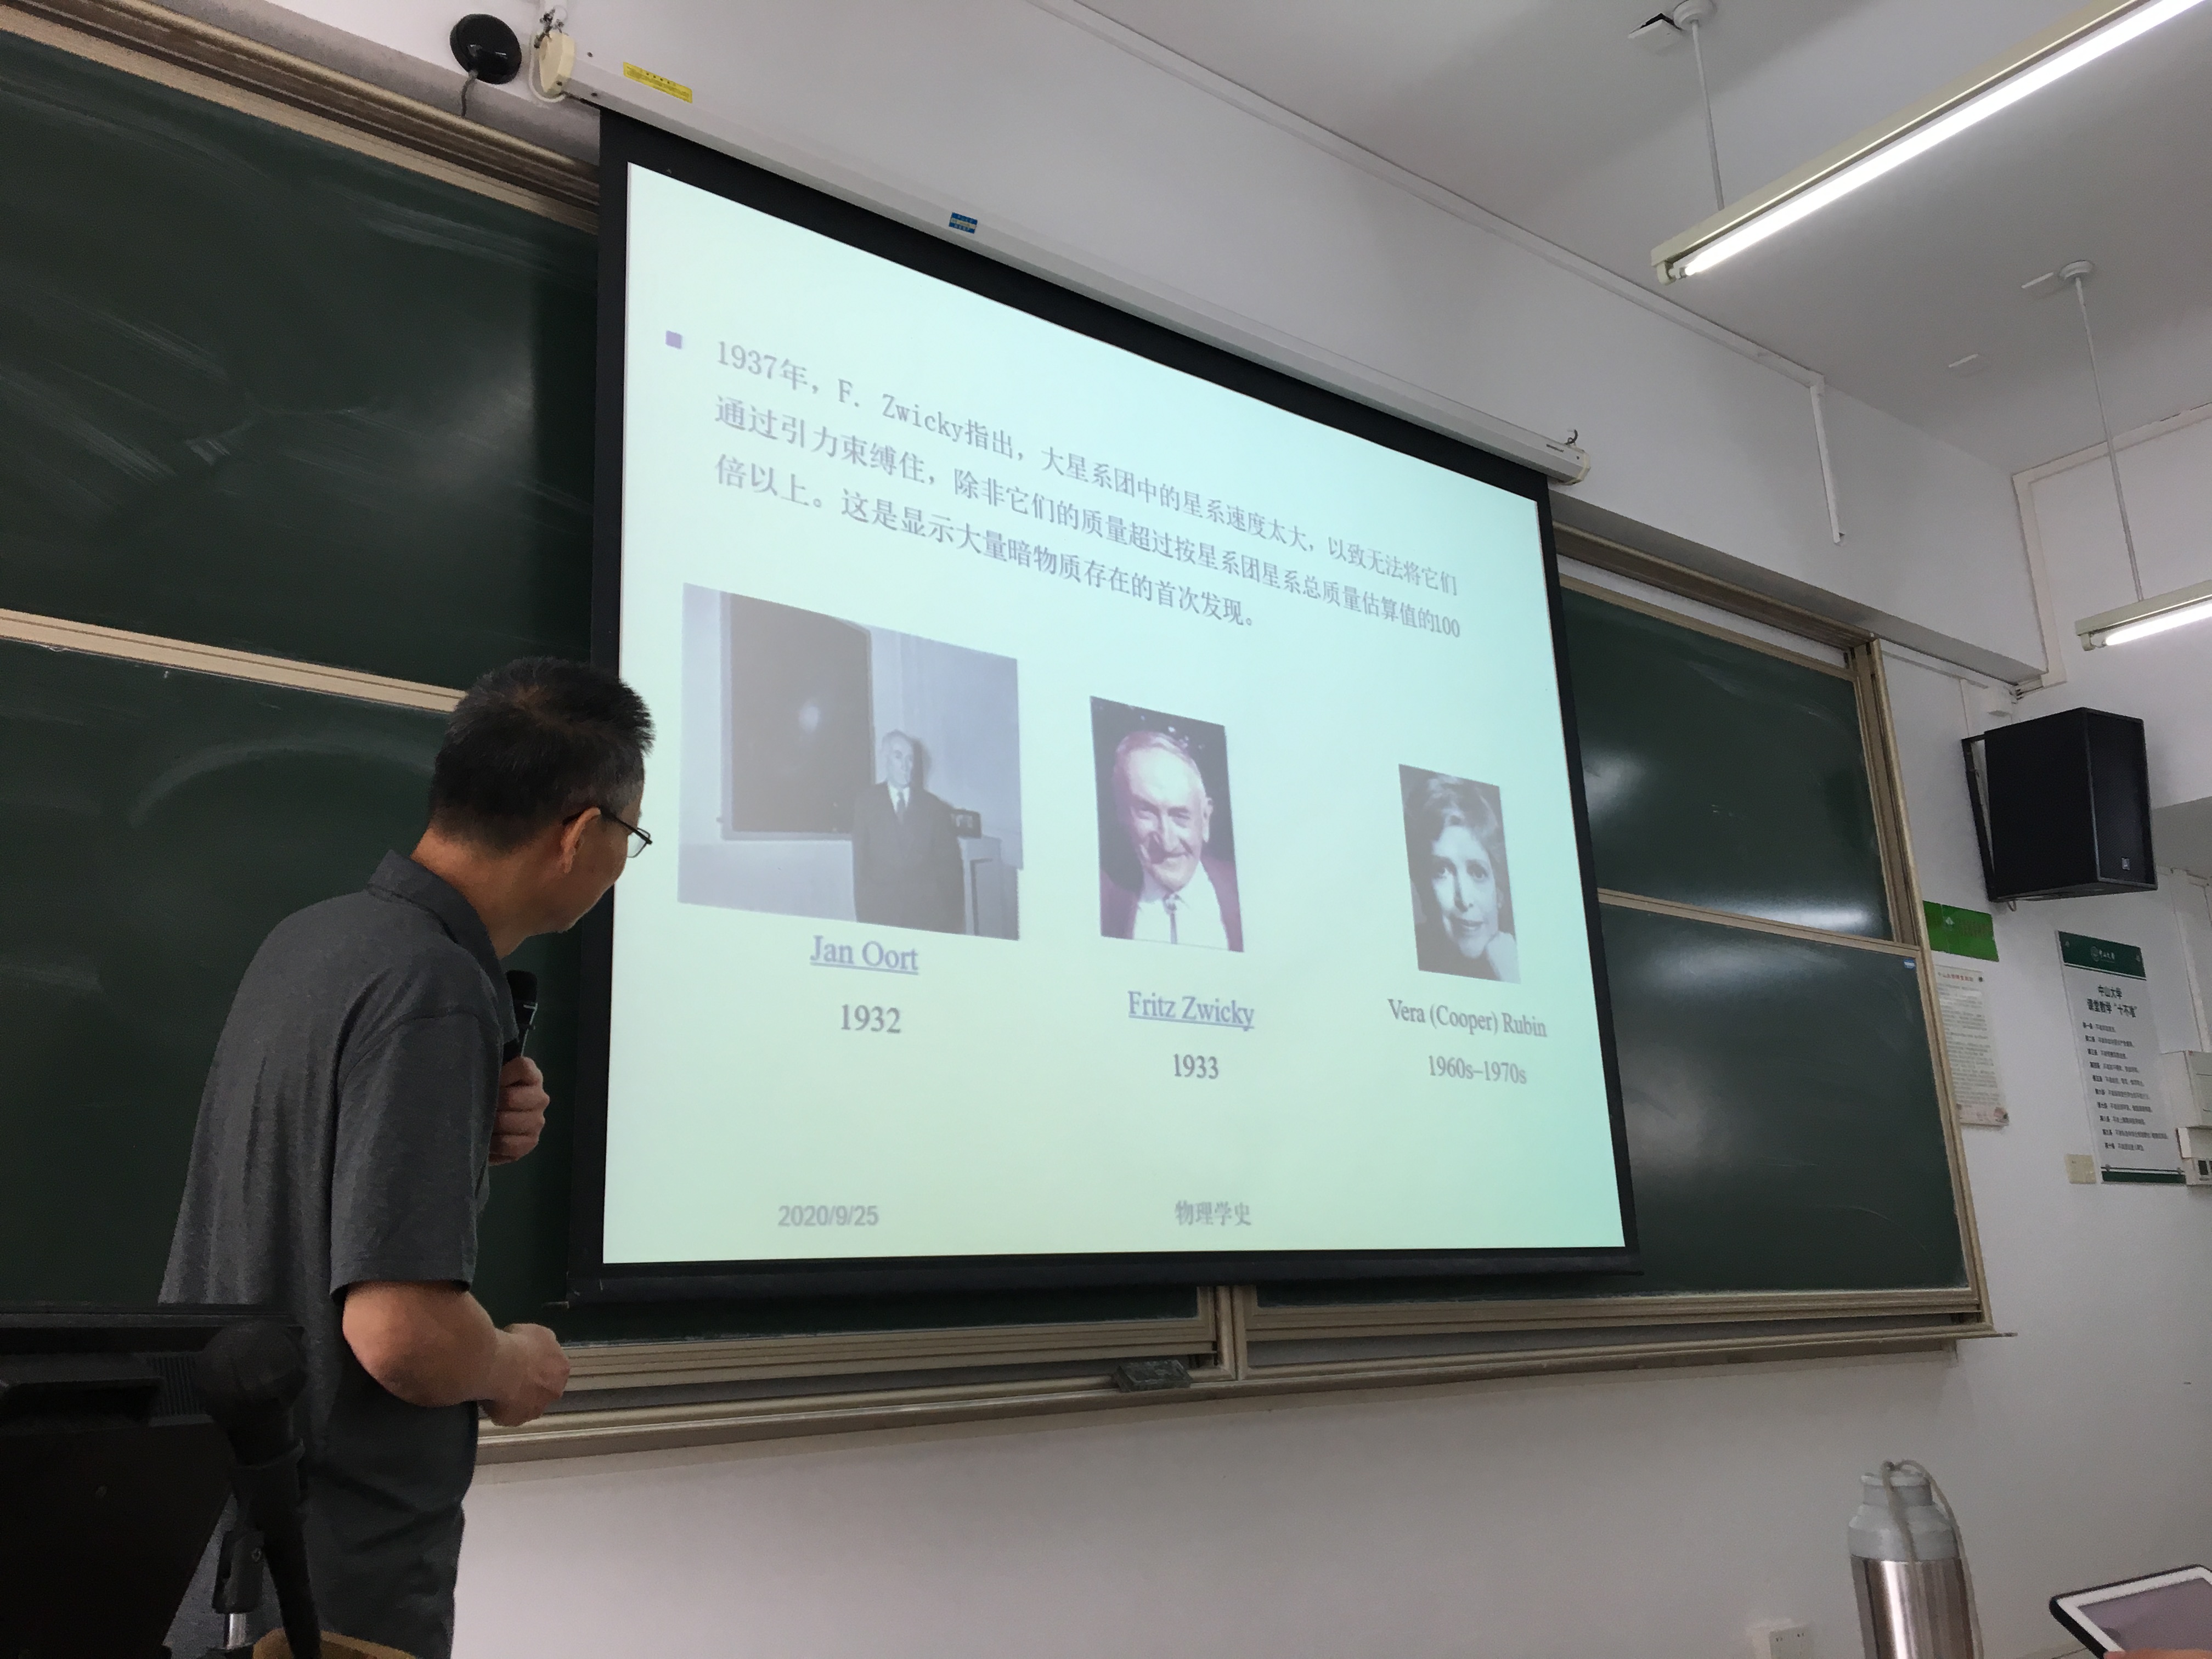 1937年，F. Zwicky指出，大星系团中的星系速度太大，以致无法将它们
通过引力束缚住，除非它们的质量超过按星系团星系总质量估算值的100
倍以上。这是显示大量暗物质存在的首次发现。
Jan Oort
1932
Fritz Zwicky
1933
Vera (Cooper) Rubin
1960s–1970s
2020/9/25
物理学史
中山大学
课堂教学“十不准”